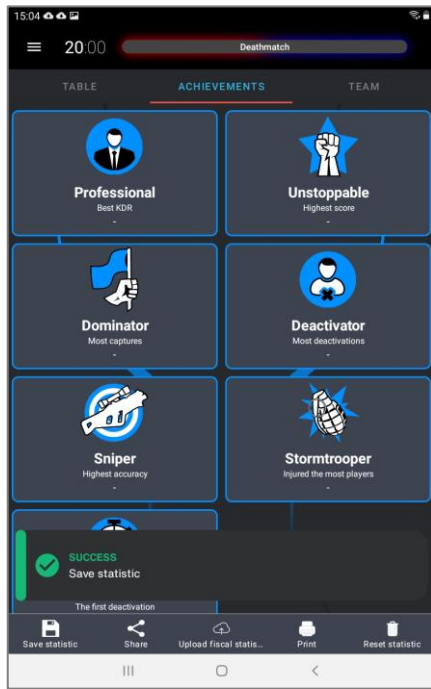 15:04
20:00
Deathmatch
TABLE
ACHIEVEMENTS
TEAM
Professional
Best KDR
-
Unstoppable
Highest score
-
Dominator
Most captures
-
Deactivator
Most deactivations
-
Sniper
Highest accuracy
-
Stormtrooper
Injured the most players
-
SUCCESS
Save statistic
The first deactivation
Save statistic
Share
Upload fiscal statis...
Print
Reset statistic